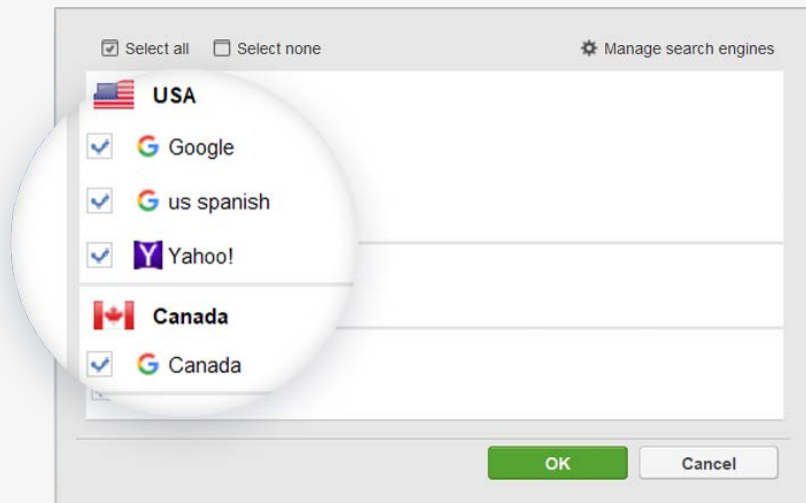 Select all Select none Manage search engines
USA
Google
us spanish
Yahoo!
Canada
Canada
OK Cancel